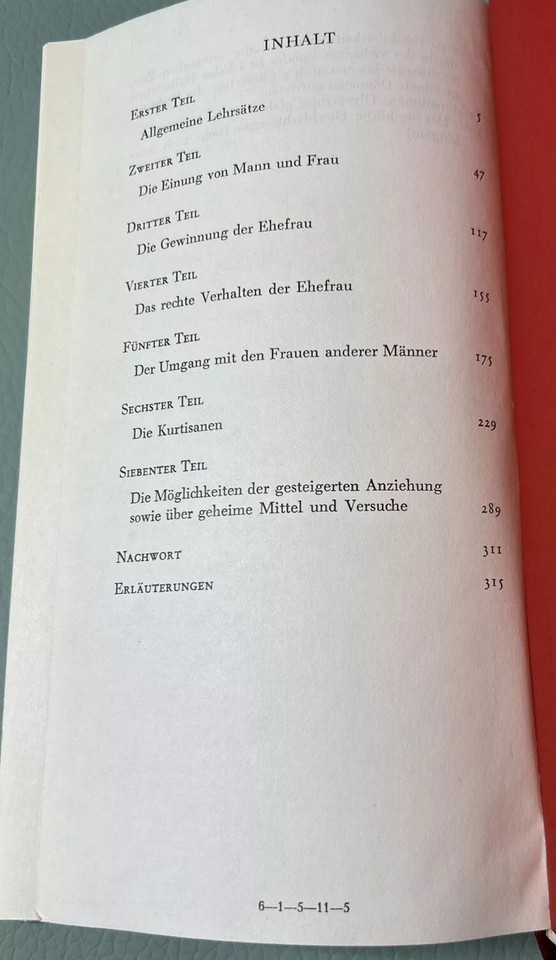 INHALT
ERSTER TEIL
Allgemeine Lehrsätze 5
ZWEITER TEIL
Die Einung von Mann und Frau 47
DRITTER TEIL
Die Gewinnung der Ehefrau 117
VIERTER TEIL
Das rechte Verhalten der Ehefrau 155
FÜNFTER TEIL
Der Umgang mit den Frauen anderer Männer 175
SECHSTER TEIL
Die Kurtisanen 229
SIEBENTER TEIL
Die Möglichkeiten der gesteigerten Anziehung
sowie über geheime Mittel und Versuche 289
NACHWORT 311
ERLÄUTERUNGEN 315
6—1—5—11—5